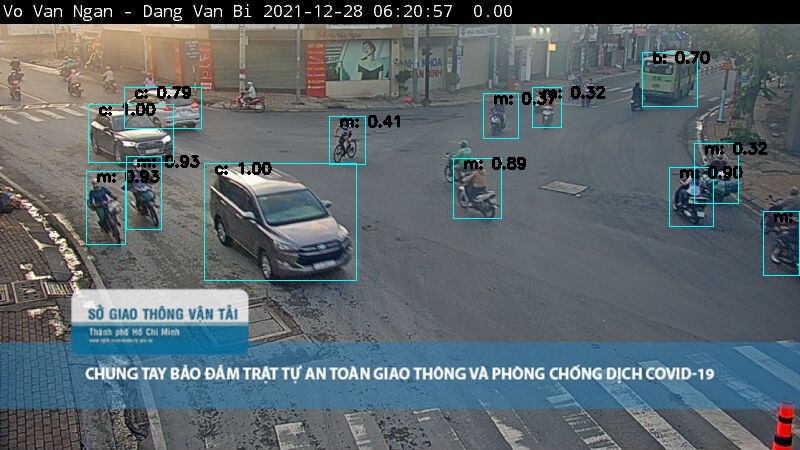 Vo Van Ngan - Dang Van Bi 2021-12-28 06:20:57  0.00
b: 0.70
c: 0.79
m: 0.37
m: 0.32
c: 1.00
m: 0.41
m: 0.32
m: 0.93
m: 0.93
c: 1.00
m: 0.89
m: 0.90
m:
SỞ GIAO THÔNG VẬN TẢI
Thành phố Hồ Chí Minh
CHUNG TAY BẢO ĐẢM TRẬT TỰ AN TOÀN GIAO THÔNG VÀ PHÒNG CHỐNG DỊCH COVID-19